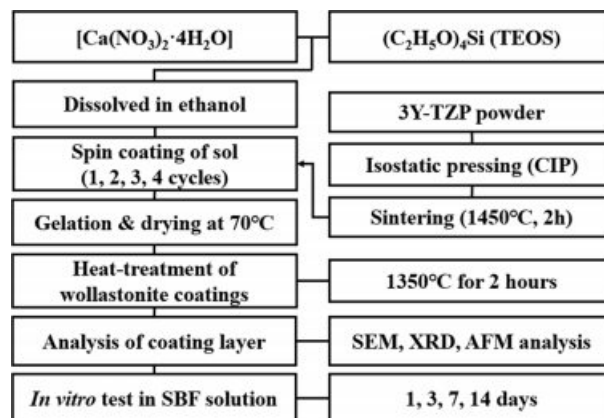 [Ca(NO3)2·4H2O]
(C2H5O)4Si (TEOS)
Dissolved in ethanol
3Y-TZP powder
Spin coating of sol
(1, 2, 3, 4 cycles)
Isostatic pressing (CIP)
Sintering (1450℃, 2h)
Gelation & drying at 70℃
Heat-treatment of
wollastonite coatings
1350℃ for 2 hours
Analysis of coating layer
SEM, XRD, AFM analysis
In vitro test in SBF solution
1, 3, 7, 14 days